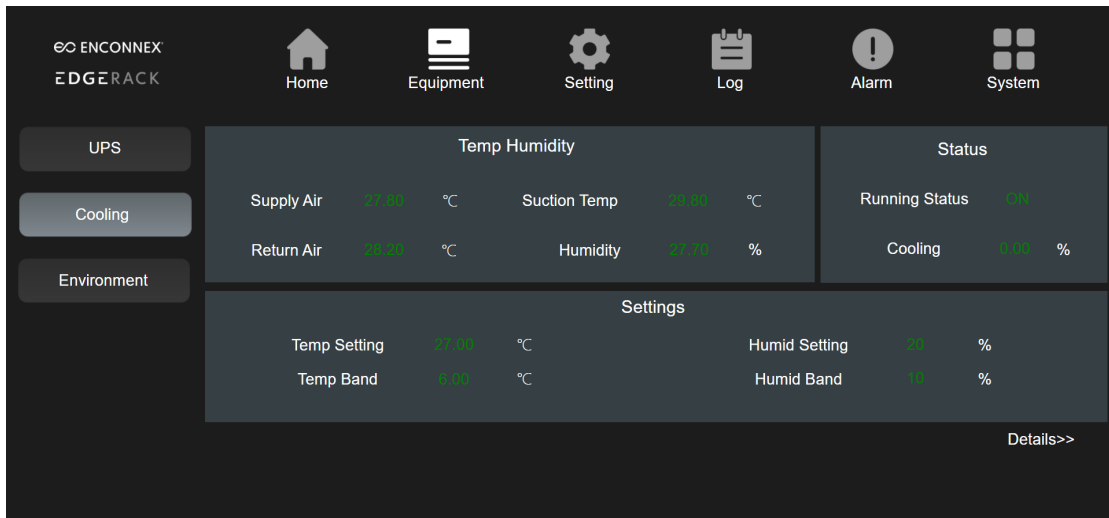 ENCONNEX
EDGERACK
Home Equipment Setting Log Alarm System
UPS
Cooling
Environment
Temp Humidity
Supply Air 27.80 ℃ Suction Temp 29.80 ℃
Return Air 28.20 ℃ Humidity 27.70 %
Status
Running Status ON
Cooling 0.00 %
Settings
Temp Setting 27.00 ℃ Humid Setting 20 %
Temp Band 6.00 ℃ Humid Band 10 %
Details>>